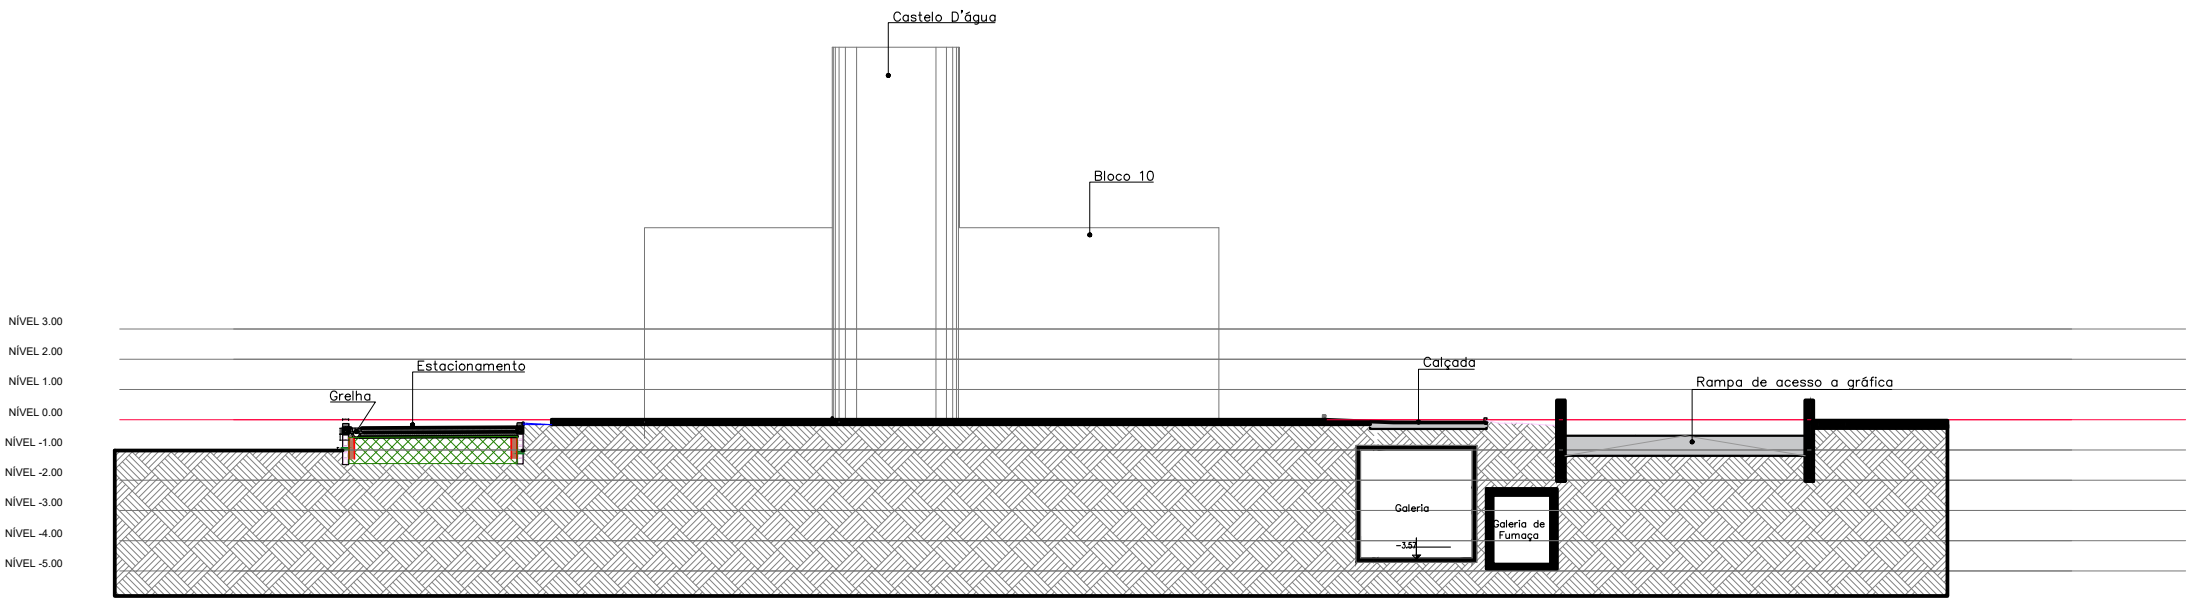 Castelo D'água
Bloco 10
NÍVEL 3.00
NÍVEL 2.00
Estacionamento
Calçada
NÍVEL 1.00
Rampa de acesso a gráfica
Grelha
NÍVEL 0.00
NÍVEL -1.00
NÍVEL -2.00
NÍVEL -3.00
Galeria
Galeria de
Fumaça
NÍVEL -4.00
-3.57
NÍVEL -5.00